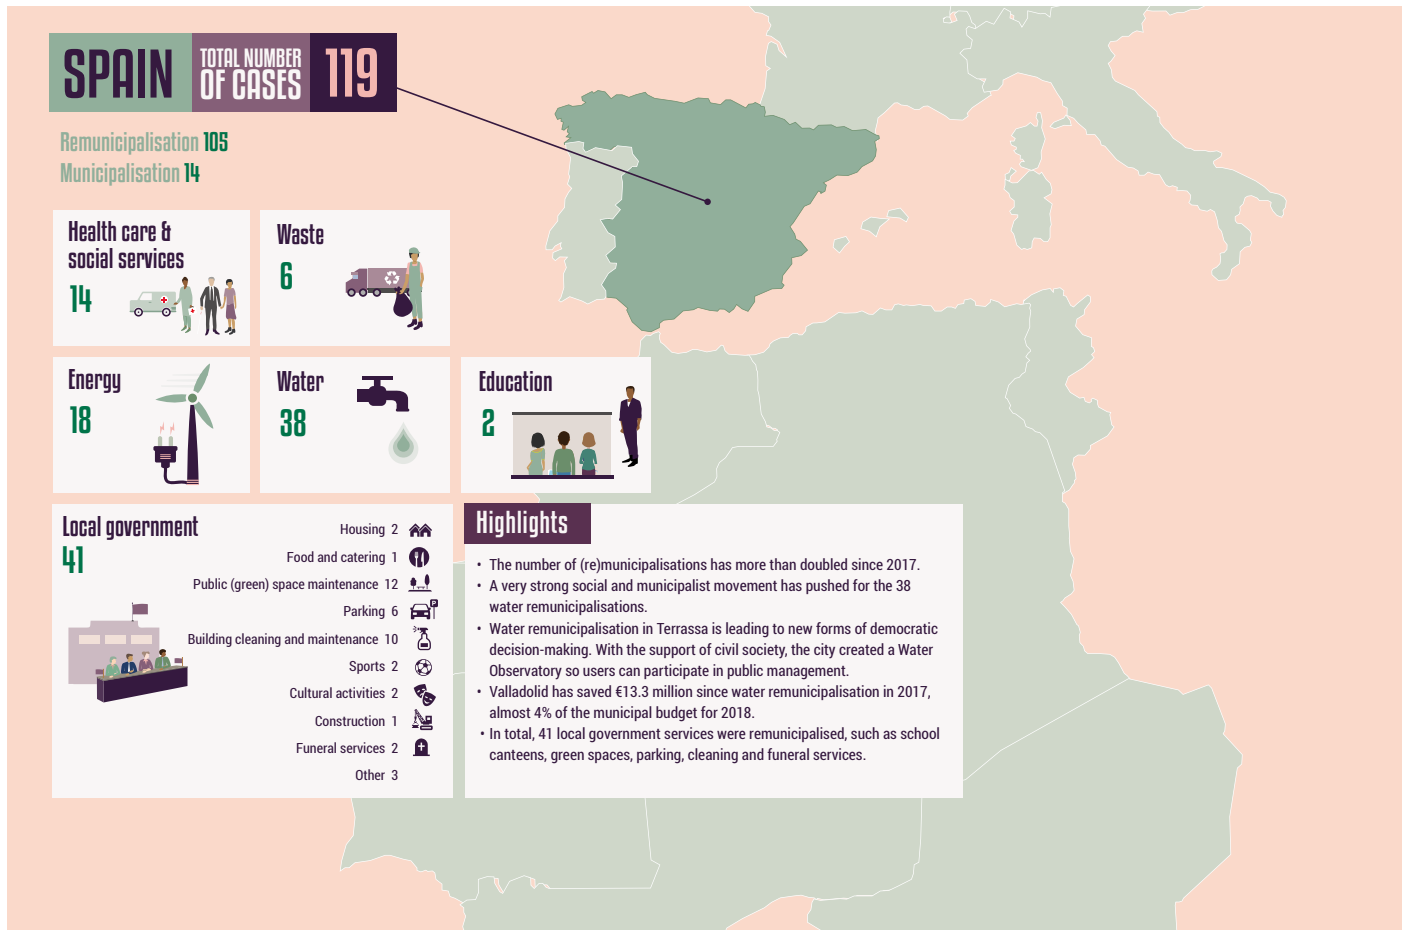 SPAIN
TOTAL NUMBER
OF CASES
119
Remunicipalisation 105
Municipalisation 14
Health care &
social services
14
Waste
6
Energy
18
Water
38
Education
2
Local government
41
Housing 2
Food and catering 1
Public (green) space maintenance 12
Parking 6
P
Building cleaning and maintenance 10
Sports 2
Cultural activities 2
Construction 1
Funeral services 2
Other 3
Highlights
• The number of (re)municipalisations has more than doubled since 2017.
• A very strong social and municipalist movement has pushed for the 38
water remunicipalisations.
• Water remunicipalisation in Terrassa is leading to new forms of democratic
decision-making. With the support of civil society, the city created a Water
Observatory so users can participate in public management.
• Valladolid has saved €13.3 million since water remunicipalisation in 2017,
almost 4% of the municipal budget for 2018.
• In total, 41 local government services were remunicipalised, such as school
canteens, green spaces, parking, cleaning and funeral services.